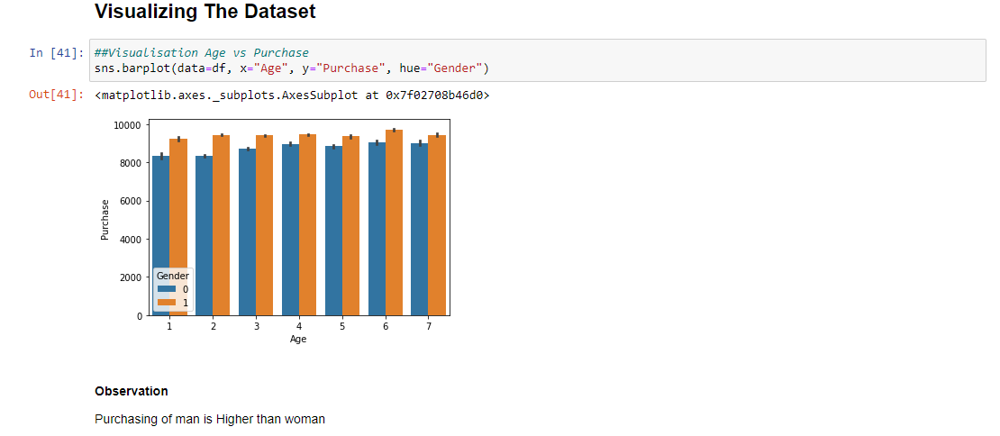 Visualizing The Dataset
In [41]: ##Visualisation Age vs Purchase
sns.barplot(data=df, x="Age", y="Purchase", hue="Gender")
Out[41]: <matplotlib.axes._subplots.AxesSubplot at 0x7f02708b46d0>
10000
8000
6000
4000
2000
0
Purchase
Gender
0
1
1 2 3 4 5 6 7
Age
Observation
Purchasing of man is Higher than woman